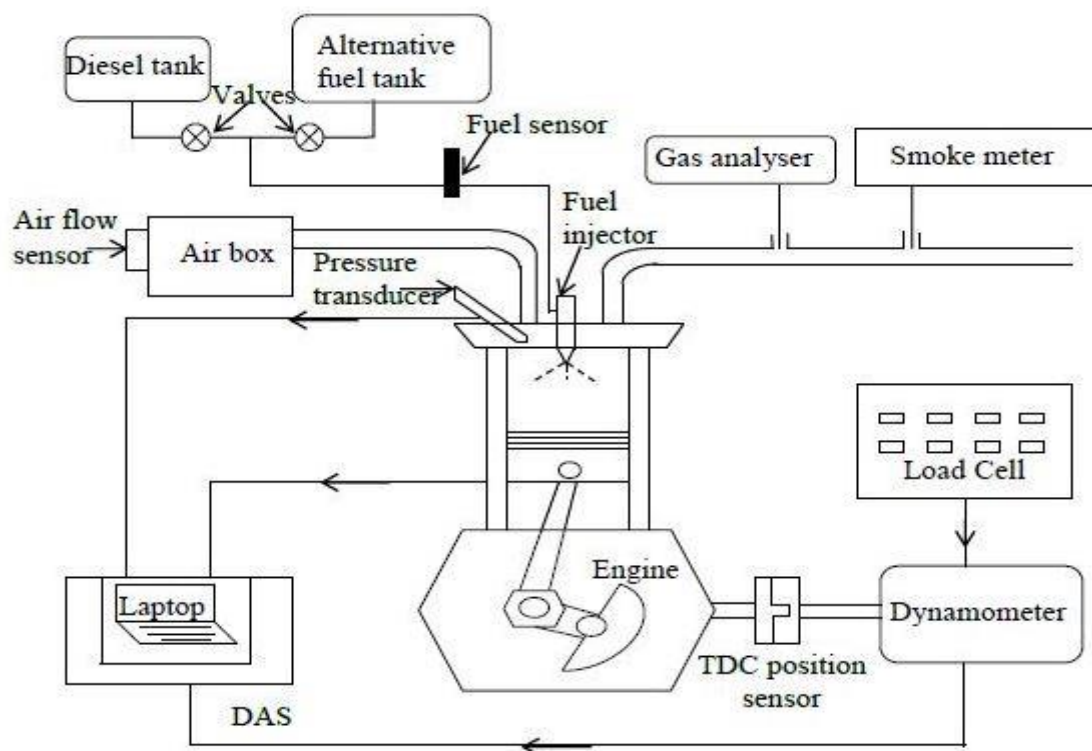 Diesel tank
Alternative
fuel tank
Valves
Fuel sensor
Gas analyser
Smoke meter
Air flow
sensor
Air box
Fuel
injector
Pressure
transducer
Load Cell
Engine
Laptop
Dynamometer
TDC position
sensor
DAS